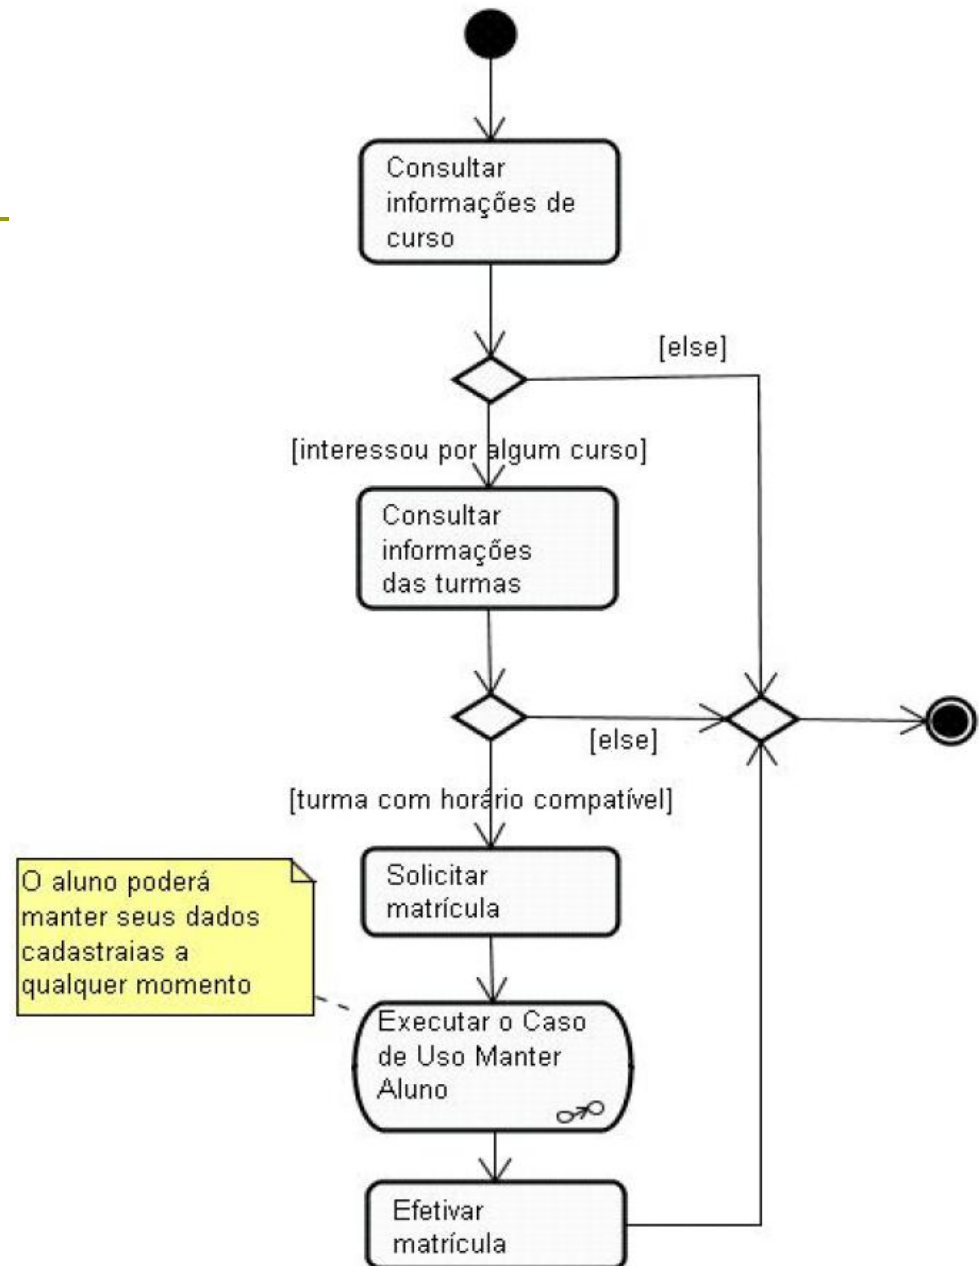 Consultar
informações de
curso
[else]
[interessou por algum curso]
Consultar
informações
das turmas
[else]
[turma com horário compatível]
Solicitar
matrícula
O aluno poderá
manter seus dados
cadastraias a
qualquer momento
Executar o Caso
de Uso Manter
Aluno
Efetivar
matrícula